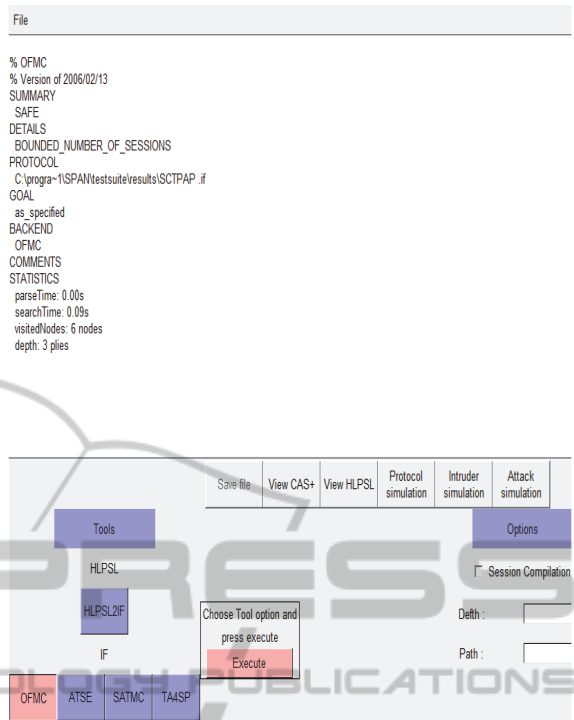 File
% OFMC
% Version of 2006/02/13
SUMMARY
SAFE
DETAILS
BOUNDED_NUMBER_OF_SESSIONS
PROTOCOL
C:\progra~1\SPAN\testsuite\results\SCTPAP .if
GOAL
as_specified
BACKEND
OFMC
COMMENTS
STATISTICS
parseTime: 0.00s
searchTime: 0.09s
visitedNodes: 6 nodes
depth: 3 plies
Save file View CAS+ View HLPSL Protocol simulation Intruder simulation Attack simulation
Tools Options
HLPSL
Session Compilation
HLPSL2IF
Choose Tool option and
press execute
Execute
Defth :
Path :
IF
OFMC ATSE SATMC TA4SP
PRESS
PUBLICATIONS